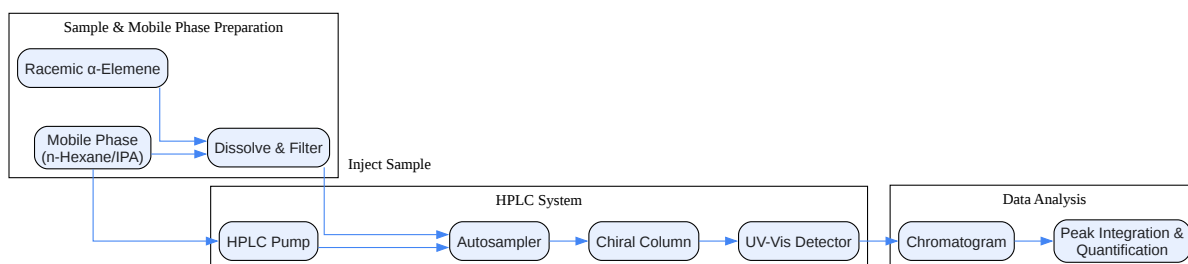 Sample & Mobile Phase Preparation
Racemic α-Elemene
Mobile Phase
(n-Hexane/IPA)
Dissolve & Filter
Inject Sample
HPLC System
HPLC Pump
Autosampler
Chiral Column
UV-Vis Detector
Data Analysis
Chromatogram
Peak Integration &
Quantification